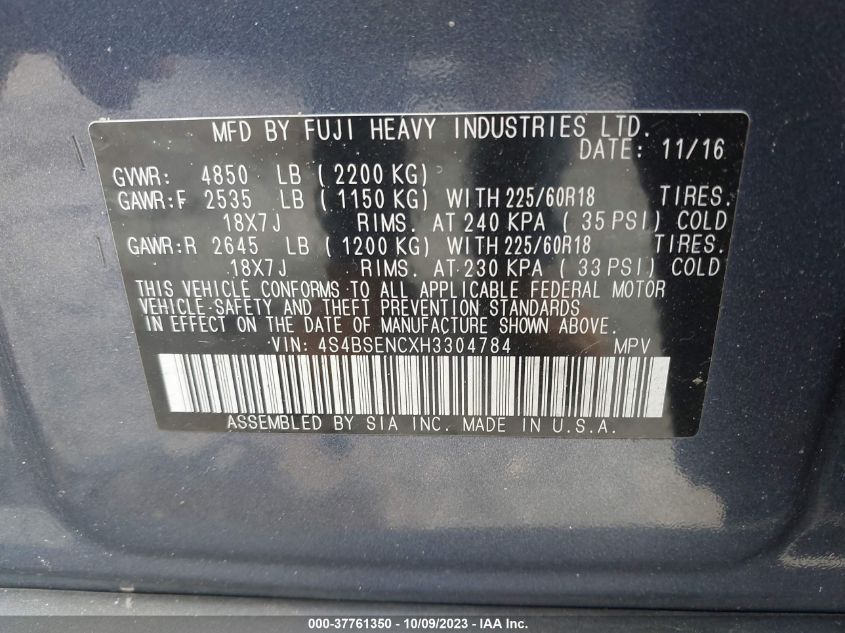 MFD BY FUJI HEAVY INDUSTRIES LTD.
DATE: 11/16
GVWR: 4850 LB ( 2200 KG)
GAWR:F 2535 LB ( 1150 KG) WITH 225/60R18 TIRES.
18X7J RIMS. AT 240 KPA ( 35 PSI) COLD
GAWR:R 2645 LB ( 1200 KG) WITH 225/60R18 TIRES.
18X7J RIMS. AT 230 KPA ( 33 PSI) COLD
THIS VEHICLE CONFORMS TO ALL APPLICABLE FEDERAL MOTOR
VEHICLE SAFETY AND THEFT PREVENTION STANDARDS
IN EFFECT ON THE DATE OF MANUFACTURE SHOWN ABOVE.
VIN: 4S4BSENCXH3304784 MPV
ASSEMBLED BY SIA INC. MADE IN U.S.A.
000-37761350 - 10/09/2023 - IAA Inc.